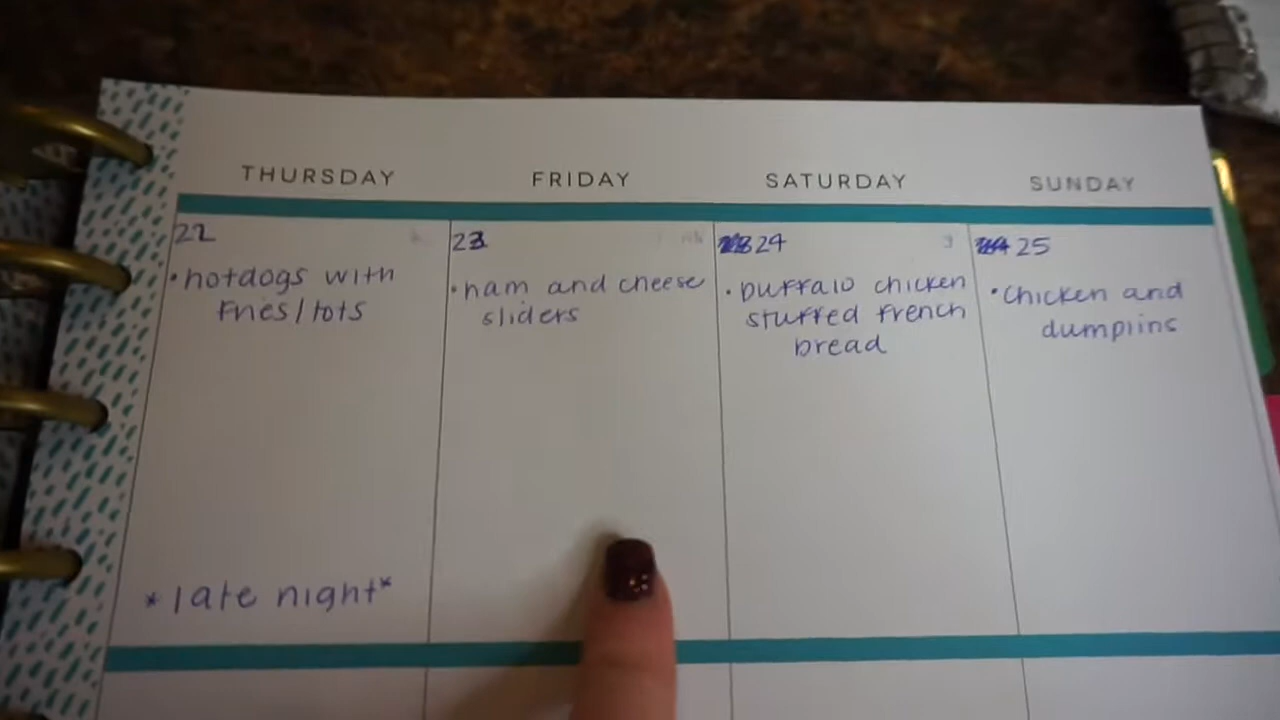 THURSDAY
FRIDAY
SATURDAY
SUNDAY
22
•hotdogs with
fries/tots
*late night*
23
•ham and cheese
sliders
24
•buffalo chicken
stuffed french
bread
25
•Chicken and
dumplins